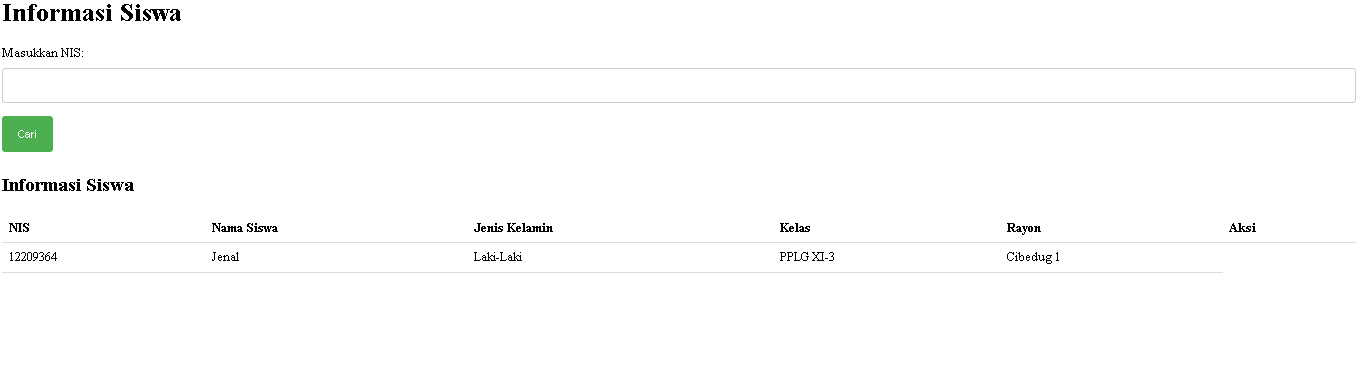 Informasi Siswa
Masukkan NIS:
Cari
Informasi Siswa
NIS Nama Siswa Jenis Kelamin Kelas Rayon Aksi
12209364 Jenal Laki-Laki PPLG XI-3 Cibedug 1